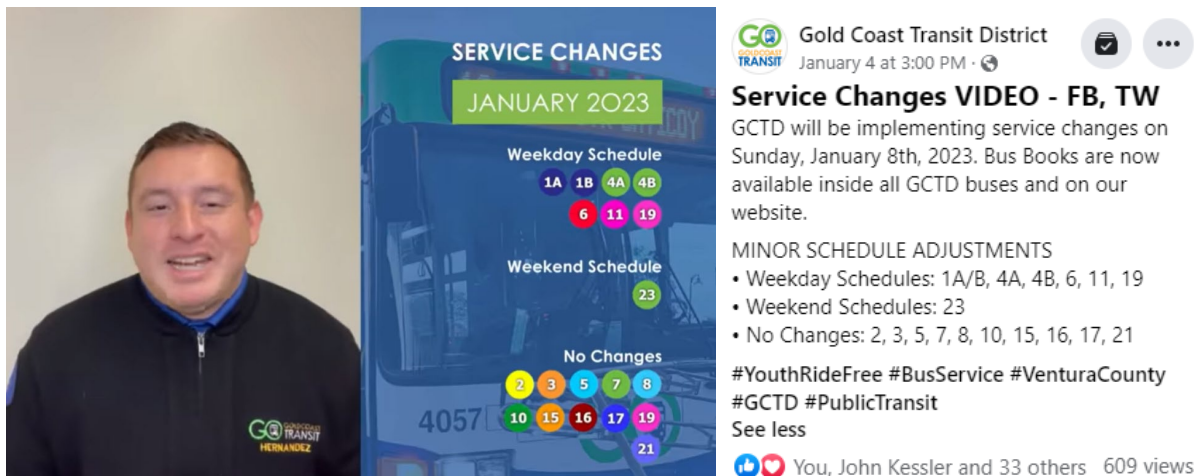 SERVICE CHANGES
JANUARY 2023
Weekday Schedule
1A 1B 4A 4B
6 11 19
Weekend Schedule
23
No Changes
2 3 5 7 8
10 15 16 17 19
21
4057
GO
GOLD COAST
TRANSIT
HERNANDEZ
GO
GOLD COAST
TRANSIT
Gold Coast Transit District
January 4 at 3:00 PM ·
Service Changes VIDEO - FB, TW
GCTD will be implementing service changes on
Sunday, January 8th, 2023. Bus Books are now
available inside all GCTD buses and on our
website.
MINOR SCHEDULE ADJUSTMENTS
• Weekday Schedules: 1A/B, 4A, 4B, 6, 11, 19
• Weekend Schedules: 23
• No Changes: 2, 3, 5, 7, 8, 10, 15, 16, 17, 21
#YouthRideFree #BusService #VenturaCounty
#GCTD #PublicTransit
See less
You, John Kessler and 33 others 609 views